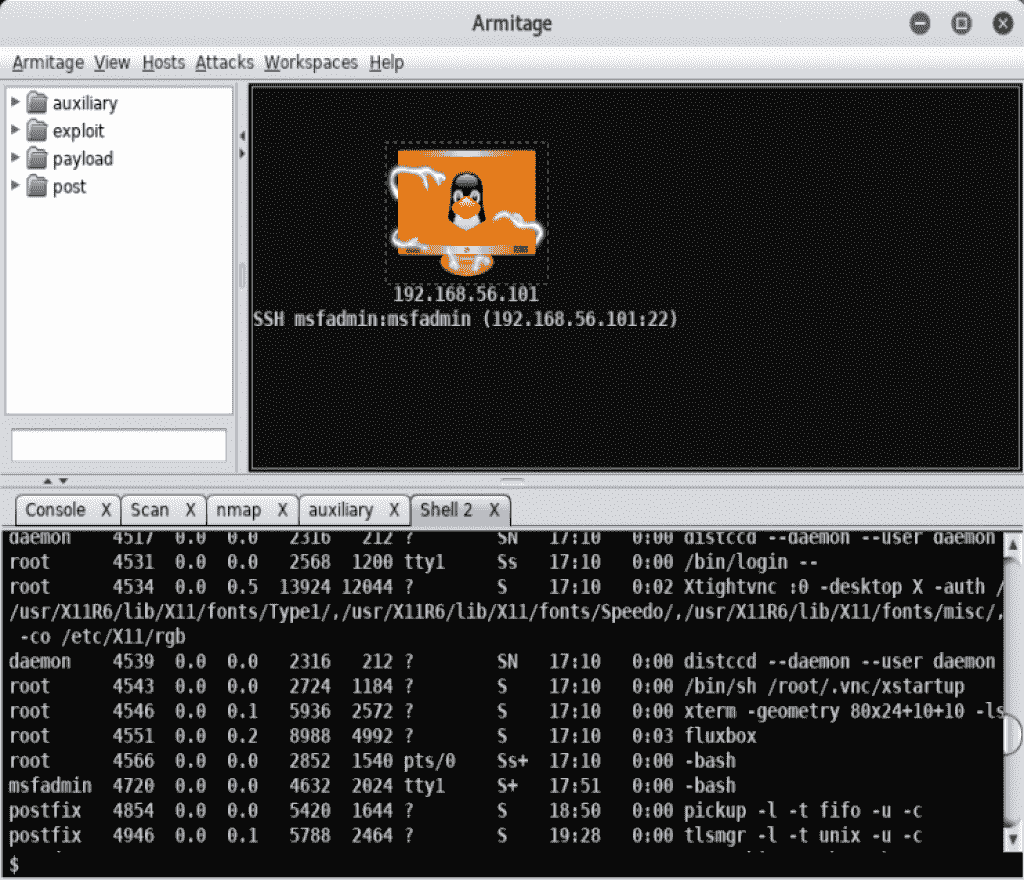 Armitage
Armitage View Hosts Attacks Workspaces Help
auxiliary
exploit
payload
post
192.168.56.101
SSH msfadmin:msfadmin (192.168.56.101:22)
Console X Scan X nmap X auxiliary X Shell 2 X
daemon 4517 0.0 0.0 2316 212 ? SN 17:10 0:00 distccd --daemon --user daemon
root 4531 0.0 0.0 2568 1200 tty1 Ss 17:10 0:00 /bin/login --
root 4534 0.0 0.5 13924 12044 ? S 17:10 0:02 Xtightvnc :0 -desktop X -auth /
/usr/X11R6/lib/X11/fonts/Type1/,/usr/X11R6/lib/X11/fonts/Speedo/,/usr/X11R6/lib/X11/fonts/misc/,
-co /etc/X11/rgb
daemon 4539 0.0 0.0 2316 212 ? SN 17:10 0:00 distccd --daemon --user daemon
root 4543 0.0 0.0 2724 1184 ? S 17:10 0:00 /bin/sh /root/.vnc/xstartup
root 4546 0.0 0.1 5936 2572 ? S 17:10 0:00 xterm -geometry 80x24+10+10 -ls
root 4551 0.0 0.2 8988 4992 ? S 17:10 0:03 fluxbox
root 4566 0.0 0.0 2852 1540 pts/0 Ss+ 17:10 0:00 -bash
msfadmin 4720 0.0 0.0 4632 2024 tty1 S+ 17:51 0:00 -bash
postfix 4854 0.0 0.0 5420 1644 ? S 18:50 0:00 pickup -l -t fifo -u -c
postfix 4946 0.0 0.1 5788 2464 ? S 19:28 0:00 tlsmgr -l -t unix -u -c
$